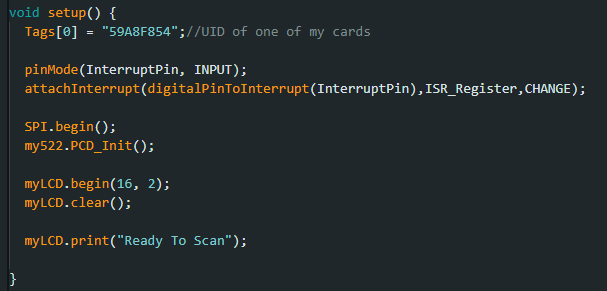 void setup() {
Tags[0] = "59A8F854";//UID of one of my cards
pinMode(InterruptPin, INPUT);
attachInterrupt(digitalPinToInterrupt(InterruptPin),ISR_Register,CHANGE);
SPI.begin();
my522.PCD_Init();
myLCD.begin(16, 2);
myLCD.clear();
myLCD.print("Ready To Scan");
}